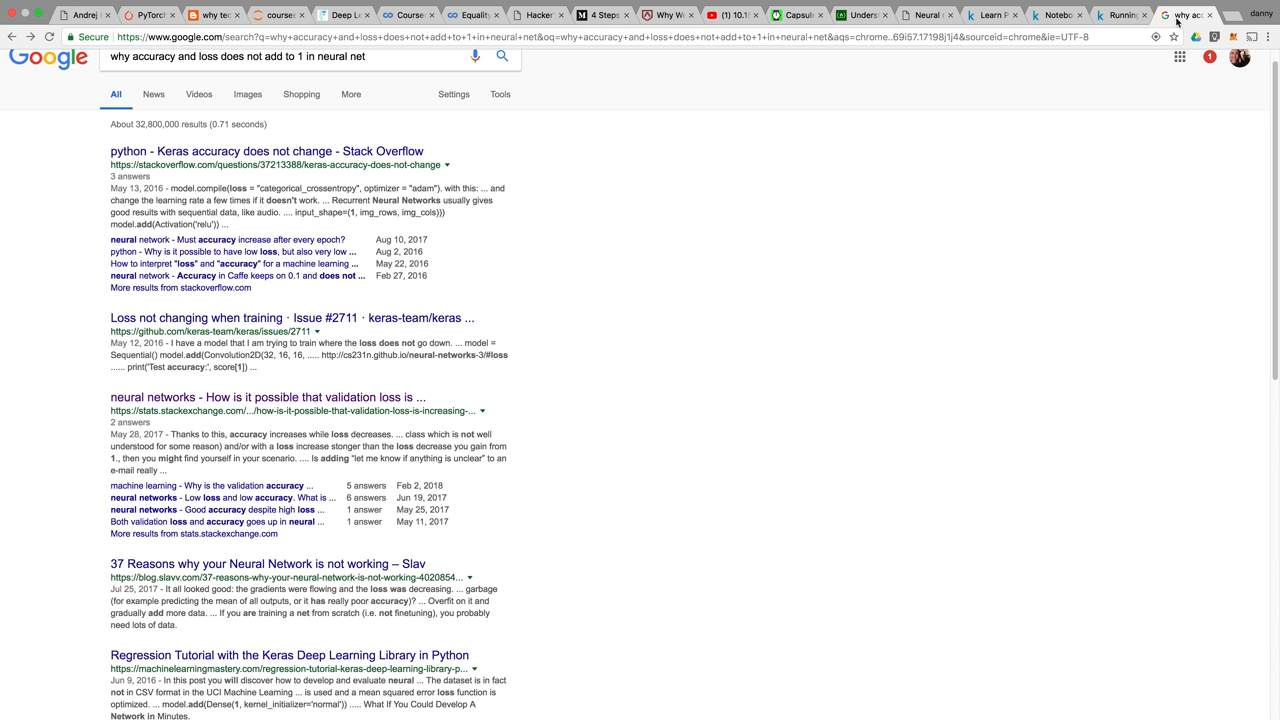 Andrej
PyTorc
why tec
courses
Deep Le
Course
Equality
Hacker
4 Steps
Why W
(1) 10.1
Capsul
Unders
Neural
Learn P
Notebo
Running
why acc
danny
Secure
https://www.google.com/search?q=why+accuracy+and+loss+does+not+add+to+1+in+neural+net&oq=why+accuracy+and+loss+does+not+add+to+1+in+neural+net&aqs=chrome..69i57.17198j1j4&sourceid=chrome&ie=UTF-8
Google
why accuracy and loss does not add to 1 in neural net
1
All News Videos Images Shopping More Settings Tools
About 32,800,000 results (0.71 seconds)
python - Keras accuracy does not change - Stack Overflow
https://stackoverflow.com/questions/37213388/keras-accuracy-does-not-change
3 answers
May 13, 2016 - model.compile(loss = "categorical_crossentropy", optimizer = "adam"). with this: ... and
change the learning rate a few times if it doesn't work. ... Recurrent Neural Networks usually gives
good results with sequential data, like audio. .... input_shape=(1, img_rows, img_cols)))
model.add(Activation('relu')) ...
neural network - Must accuracy increase after every epoch? Aug 10, 2017
python - Why is it possible to have low loss, but also very low ... Aug 2, 2016
How to interpret "loss" and "accuracy" for a machine learning ... May 22, 2016
neural network - Accuracy in Caffe keeps on 0.1 and does not ... Feb 27, 2016
More results from stackoverflow.com
Loss not changing when training · Issue #2711 · keras-team/keras ...
https://github.com/keras-team/keras/issues/2711
May 12, 2016 - I have a model that I am trying to train where the loss does not go down. ... model =
Sequential() model.add(Convolution2D(32, 16, 16, ..... http://cs231n.github.io/neural-networks-3/#loss
...... print('Test accuracy:', score[1]) ...
neural networks - How is it possible that validation loss is ...
https://stats.stackexchange.com/.../how-is-it-possible-that-validation-loss-is-increasing-...
2 answers
May 28, 2017 - Thanks to this, accuracy increases while loss decreases. ... class which is not well
understood for some reason) and/or with a loss increase stonger than the loss decrease you gain from
1., then you might find yourself in your scenario. .... Is adding “let me know if anything is unclear” to an
e-mail really ...
machine learning - Why is the validation accuracy ... 5 answers Feb 2, 2018
neural networks - Low loss and low accuracy. What is ... 6 answers Jun 19, 2017
neural networks - Good accuracy despite high loss ... 1 answer May 25, 2017
Both validation loss and accuracy goes up in neural ... 1 answer May 11, 2017
More results from stats.stackexchange.com
37 Reasons why your Neural Network is not working – Slav
https://blog.slavv.com/37-reasons-why-your-neural-network-is-not-working-4020854...
Jul 25, 2017 - It all looked good: the gradients were flowing and the loss was decreasing. ... garbage
(for example predicting the mean of all outputs, or it has really poor accuracy)? ... Overfit on it and
gradually add more data. ... If you are training a net from scratch (i.e. not finetuning), you probably
need lots of data.
Regression Tutorial with the Keras Deep Learning Library in Python
https://machinelearningmastery.com/regression-tutorial-keras-deep-learning-library-p...
Jun 9, 2016 - In this post you will discover how to develop and evaluate neural ... The dataset is in fact
not in CSV format in the UCI Machine Learning ... is used and a mean squared error loss function is
optimized. ... model.add(Dense(1, kernel_initializer='normal')) ..... What If You Could Develop A
Network in Minutes.